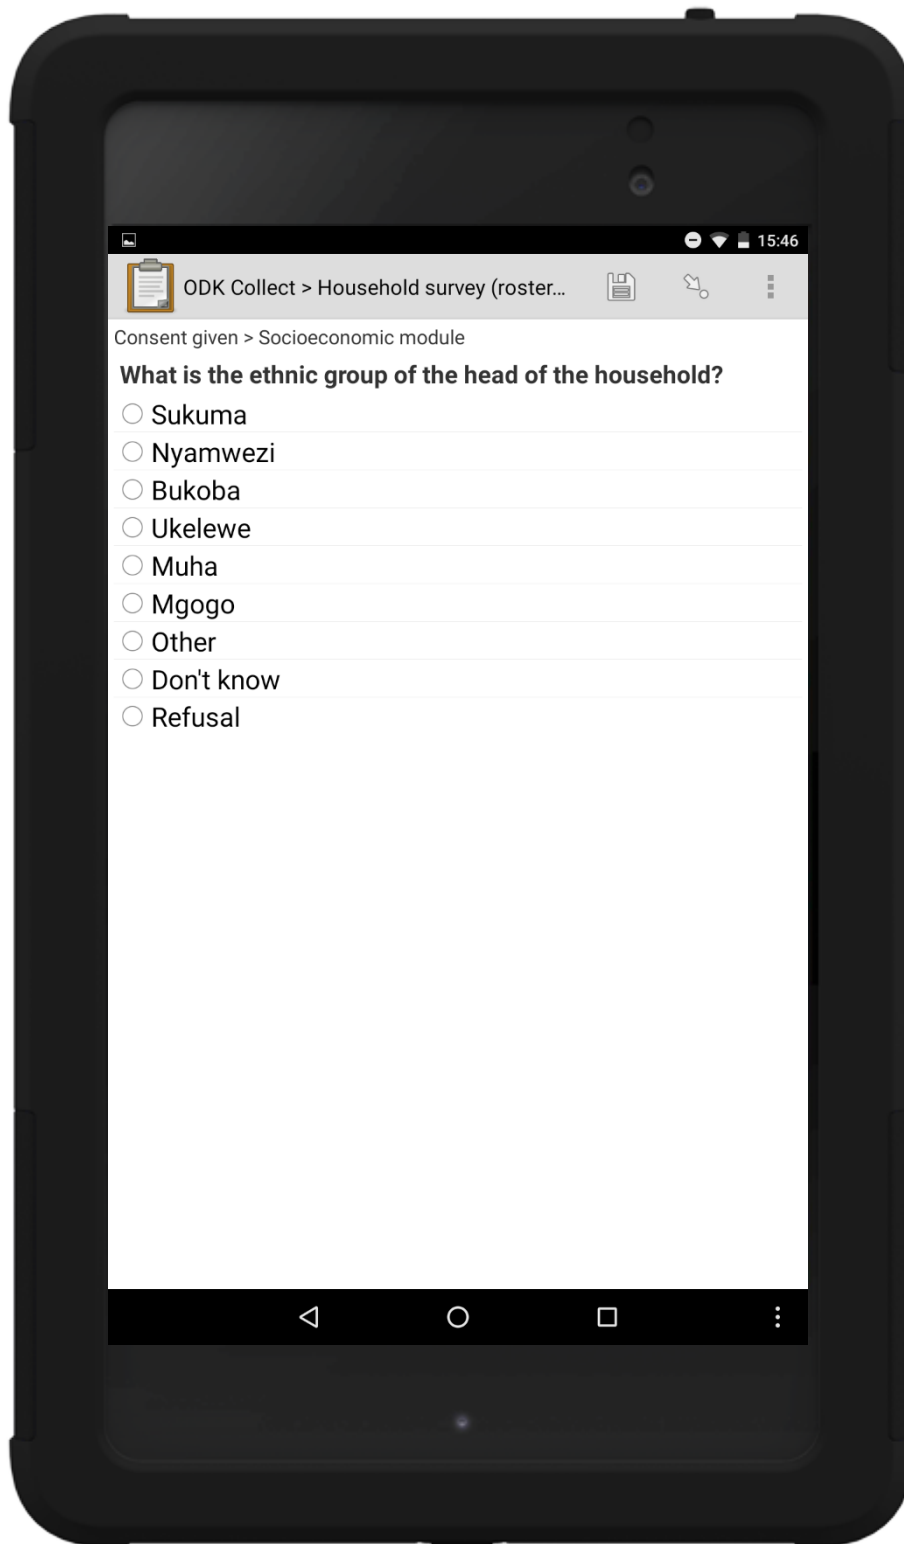 15:46
ODK Collect > Household survey (roster...
Consent given > Socioeconomic module
What is the ethnic group of the head of the household?
Sukuma
Nyamwezi
Bukoba
Ukelewe
Muha
Mgogo
Other
Don't know
Refusal